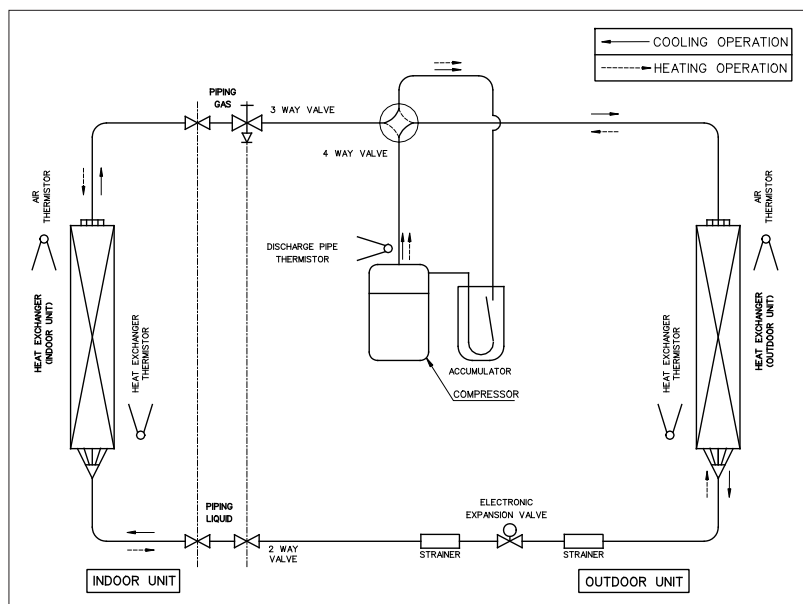 COOLING OPERATION
HEATING OPERATION
PIPING
GAS
3 WAY VALVE
4 WAY VALVE
AIR
THERMISTOR
HEAT EXCHANGER
(INDOOR UNIT)
HEAT EXCHANGER
THERMISTOR
DISCHARGE PIPE
THERMISTOR
ACCUMULATOR
COMPRESSOR
AIR
THERMISTOR
HEAT EXCHANGER
(OUTDOOR UNIT)
HEAT EXCHANGER
THERMISTOR
PIPING
LIQUID
2 WAY
VALVE
ELECTRONIC
EXPANSION VALVE
STRAINER
STRAINER
INDOOR UNIT
OUTDOOR UNIT